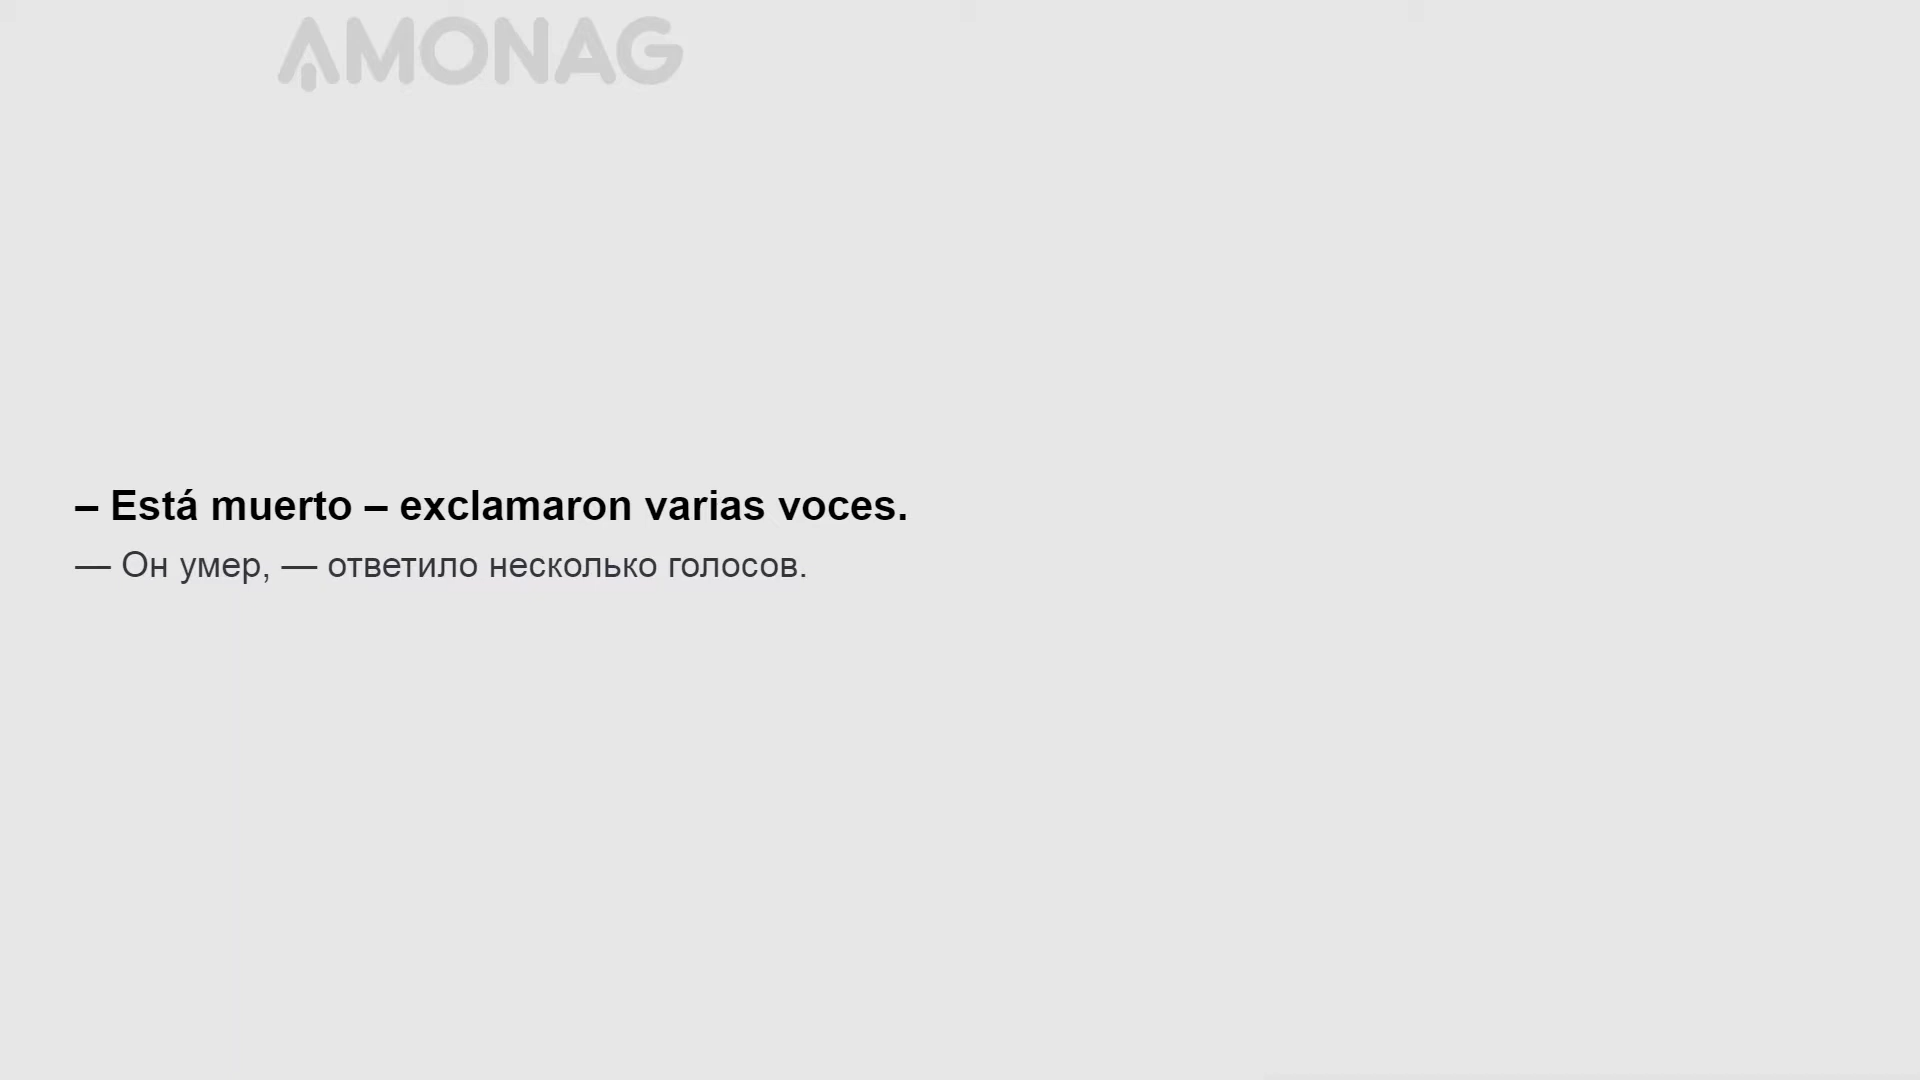 AMONAG
– Está muerto – exclamaron varias voces.
— Он умер, — ответило несколько голосов.